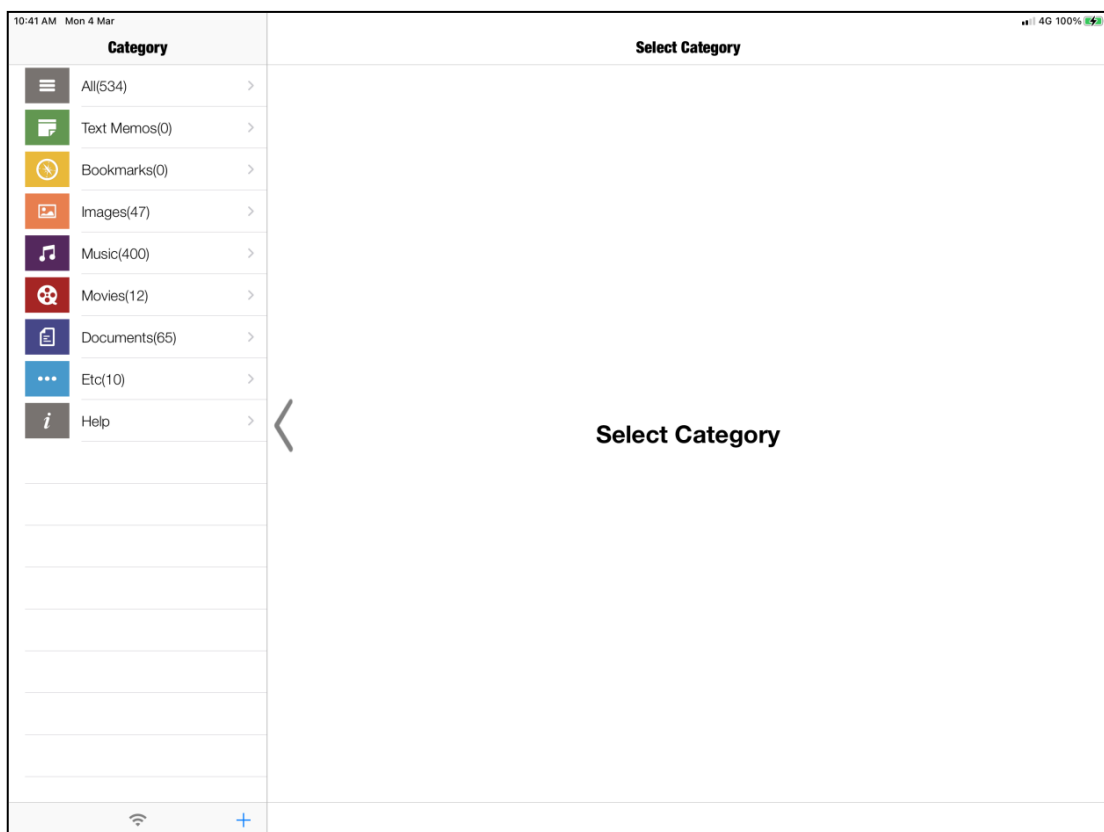 10:41 AM Mon 4 Mar
4G 100%
Category
Select Category
All(534)
Text Memos(0)
Bookmarks(0)
Images(47)
Music(400)
Movies(12)
Documents(65)
Etc(10)
i Help
Select Category